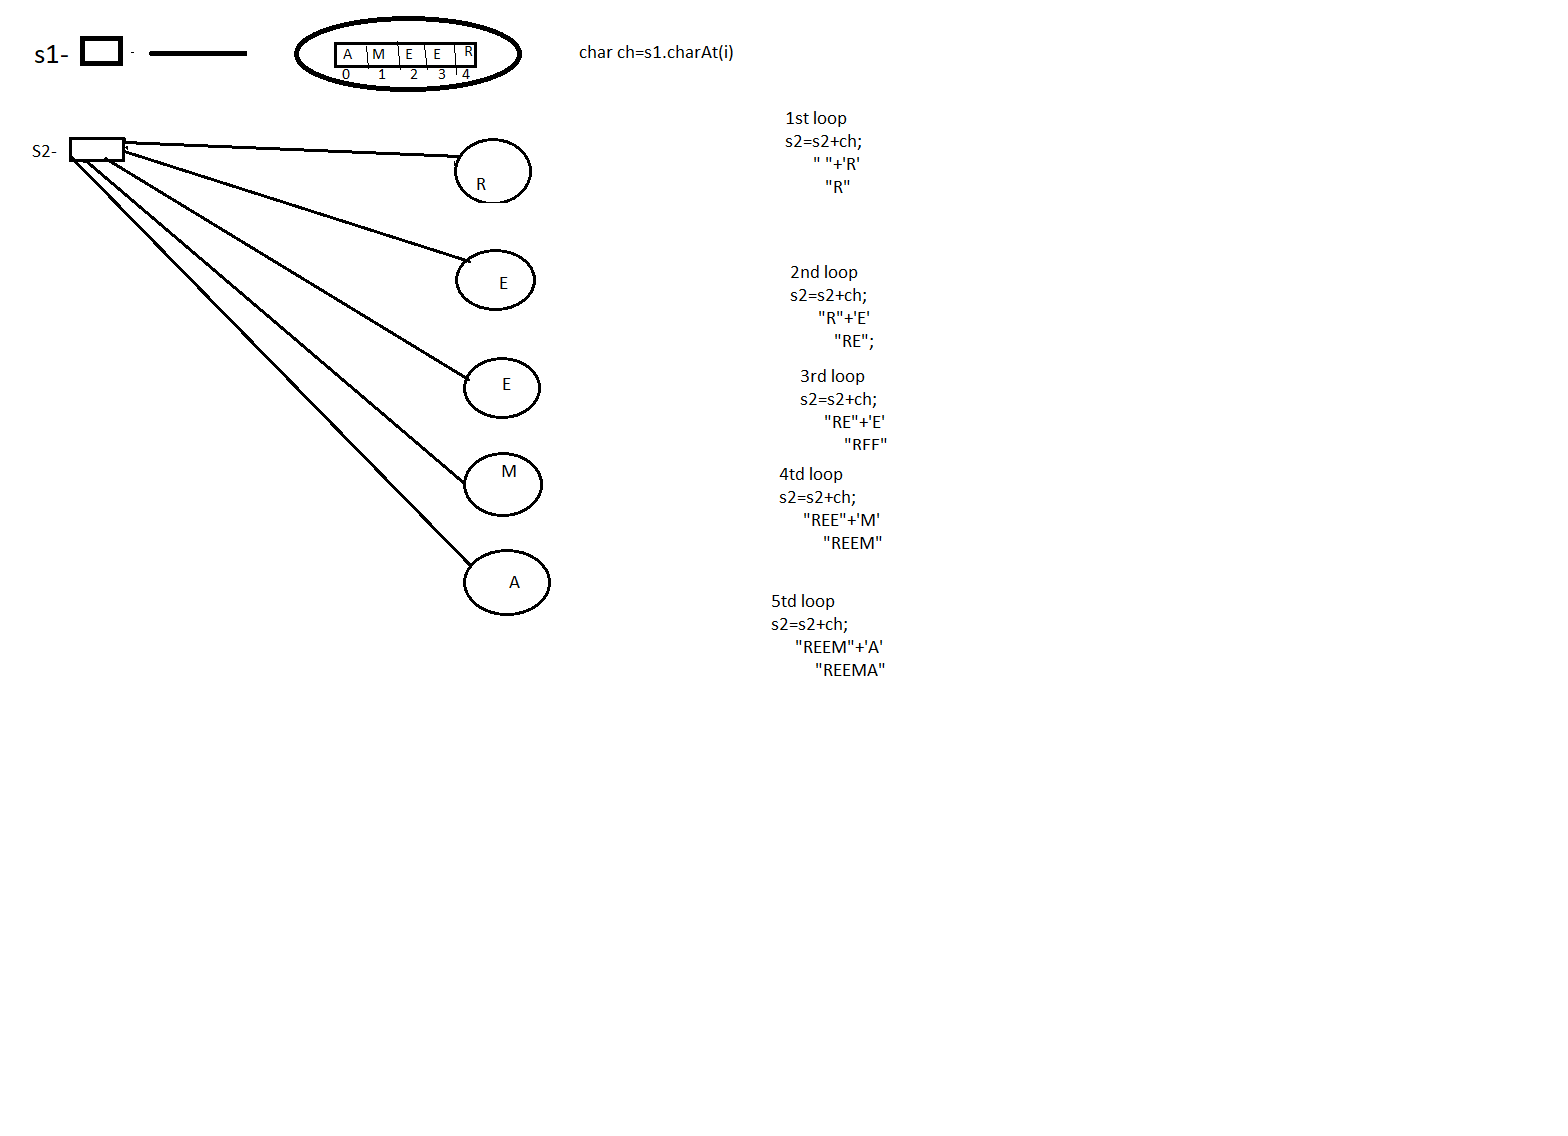 s1- - A M E E R char ch=s1.charAt(i)
0 1 2 3 4
S2-
R
E
E
M
A
1st loop
s2=s2+ch;
" "+'R'
"R"
2nd loop
s2=s2+ch;
"R"+'E'
"RE";
3rd loop
s2=s2+ch;
"RE"+'E'
"RFF"
4td loop
s2=s2+ch;
"REE"+'M'
"REEM"
5td loop
s2=s2+ch;
"REEM"+'A'
"REEMA"